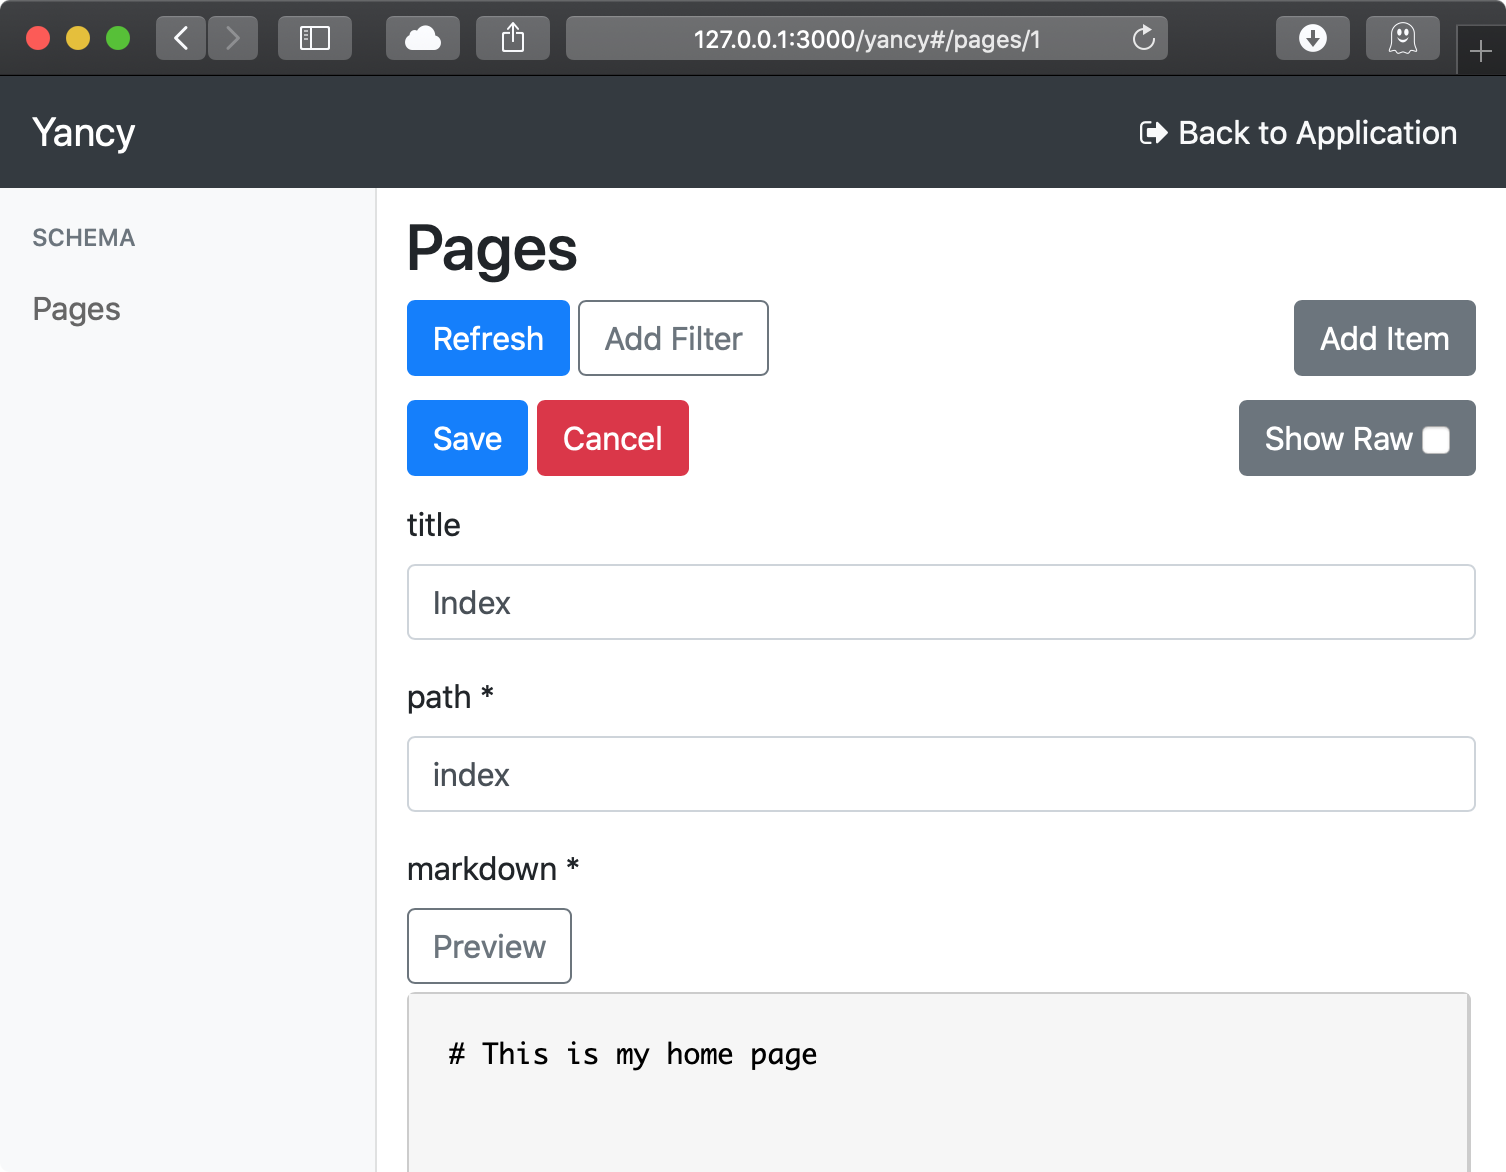 127.0.0.1:3000/yancy#/pages/1
Yancy
Back to Application
SCHEMA
Pages
Pages
Refresh
Add Filter
Add Item
Save
Cancel
Show Raw
title
Index
path *
index
markdown *
Preview
# This is my home page